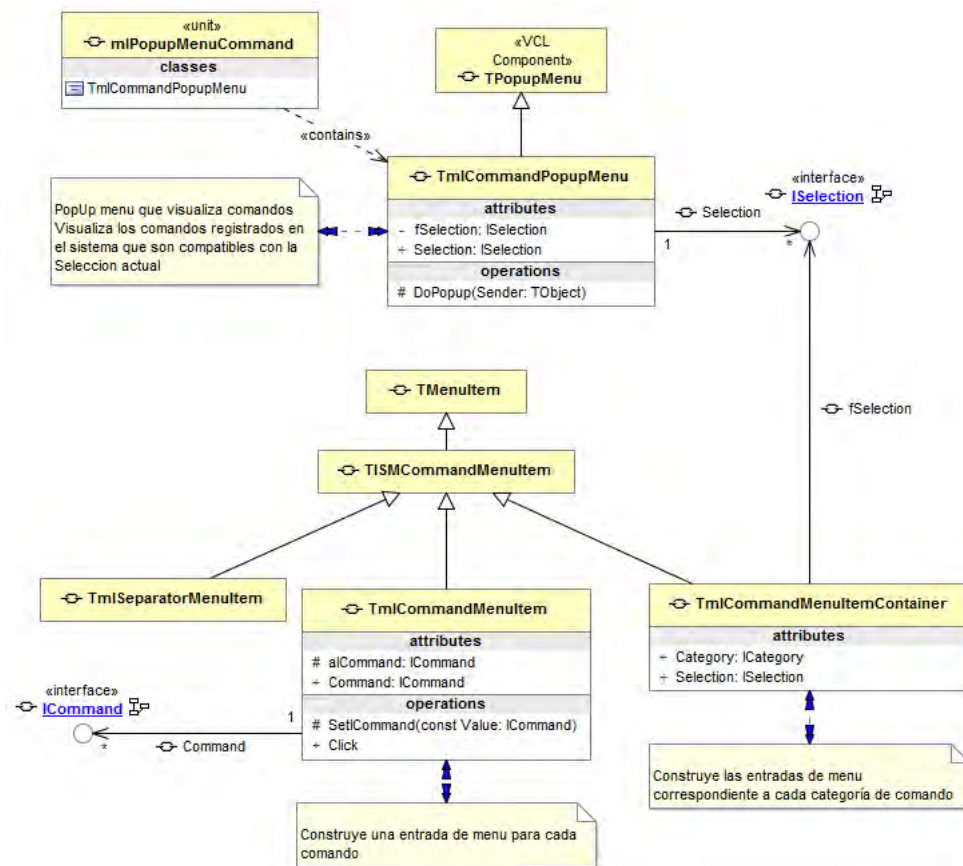 «unit»
mlPopupMenuCommand
classes
TmlCommandPopupMenu
«VCL
Component»
TPopupMenu
«contains»
PopUp menu que visualiza comandos
Visualiza los comandos registrados en
el sistema que son compatibles con la
Seleccion actual
TmlCommandPopupMenu
attributes
- fSelection: ISelection
+ Selection: ISelection
operations
# DoPopup(Sender: TObject)
Selection
1
*
«interface»
ISelection
fSelection
TMenuItem
TISMCommandMenuItem
TmlSeparatorMenuItem
TmlCommandMenuItem
attributes
# aICommand: ICommand
+ Command: ICommand
operations
# SetICommand(const Value: ICommand)
+ Click
TmlCommandMenuItemContainer
attributes
+ Category: ICategory
+ Selection: ISelection
«interface»
ICommand
1
*
Command
Construye las entradas de menu
correspondiente a cada categoría de comando
Construye una entrada de menu para cada
comando